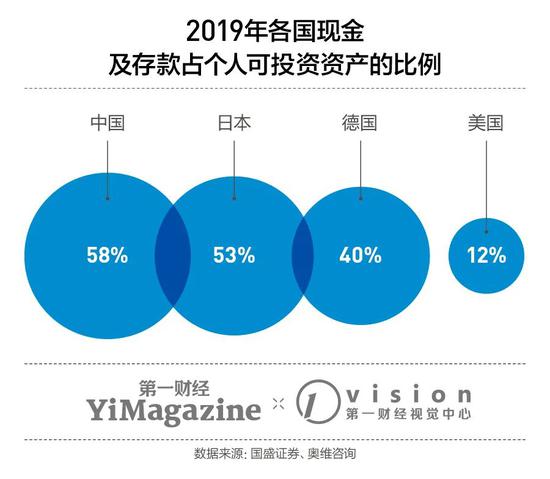 2019年各国现金
及存款占个人可投资资产的比例
中国 日本 德国 美国
58% 53% 40% 12%
第一财经
YiMagazine
×
vision
第一财经视觉中心
数据来源:国盛证券、奥维咨询